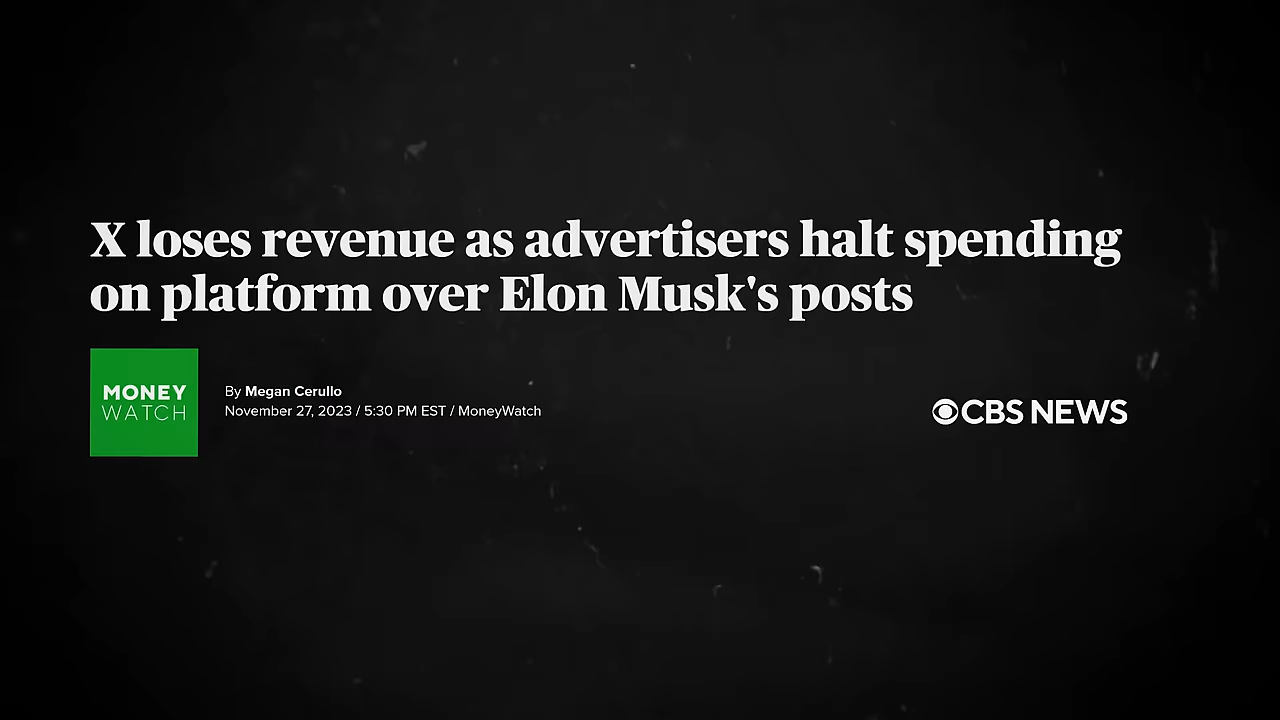 X loses revenue as advertisers halt spending
on platform over Elon Musk's posts
MONEY
WATCH
By Megan Cerullo
November 27, 2023 / 5:30 PM EST / MoneyWatch
CBS NEWS